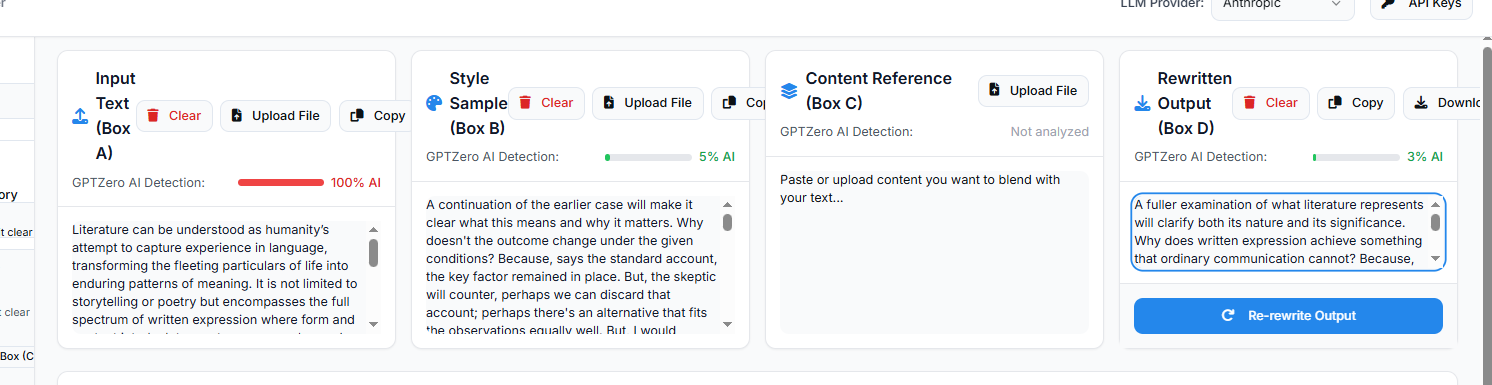 LLM Provider:
Anthropic
API Keys
Input
Text
(Box
A)
Clear
Upload File
Copy
GPTZero AI Detection:
100% AI
Literature can be understood as humanity's
attempt to capture experience in language,
transforming the fleeting particulars of life into
enduring patterns of meaning. It is not limited to
storytelling or poetry but encompasses the full
spectrum of written expression where form and
Style
Sample
(Box B)
Clear
Upload File
Cop
GPTZero AI Detection:
5% AI
A continuation of the earlier case will make it
clear what this means and why it matters. Why
doesn't the outcome change under the given
conditions? Because, says the standard account,
the key factor remained in place. But, the skeptic
will counter, perhaps we can discard that
account; perhaps there's an alternative that fits
the observations equally well. But, I would
Content Reference
(Box C)
Upload File
GPTZero AI Detection:
Not analyzed
Paste or upload content you want to blend with
your text...
Rewritten
Output
(Box D)
Clear
Copy
Downlo
GPTZero AI Detection:
3% AI
A fuller examination of what literature represents
will clarify both its nature and its significance.
Why does written expression achieve something
that ordinary communication cannot? Because,
Re-rewrite Output
ory
t clear
t clear
Box (C